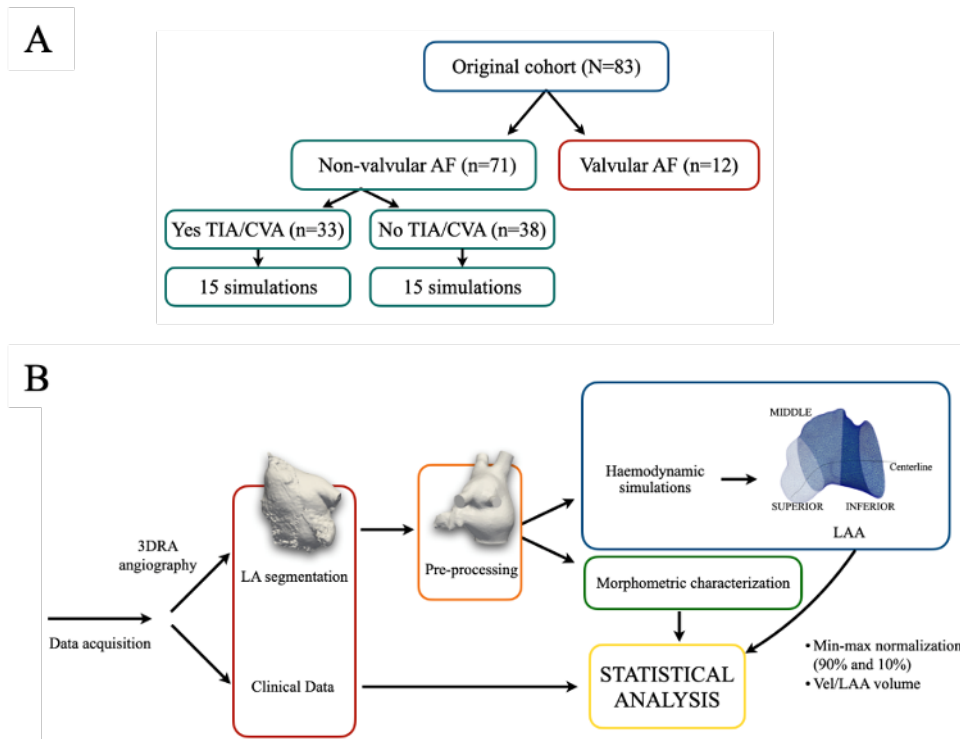 A
Original cohort (N=83)
Non-valvular AF (n=71)
Valvular AF (n=12)
Yes TIA/CVA (n=33)
No TIA/CVA (n=38)
15 simulations
15 simulations
B
Data acquisition
3DRA
angiography
LA segmentation
Clinical Data
Pre-processing
Haemodynamic
simulations
MIDDLE
Centerline
SUPERIOR
INFERIOR
LAA
Morphometric characterization
STATISTICAL
ANALYSIS
• Min-max normalization
(90% and 10%)
• Vel/LAA volume